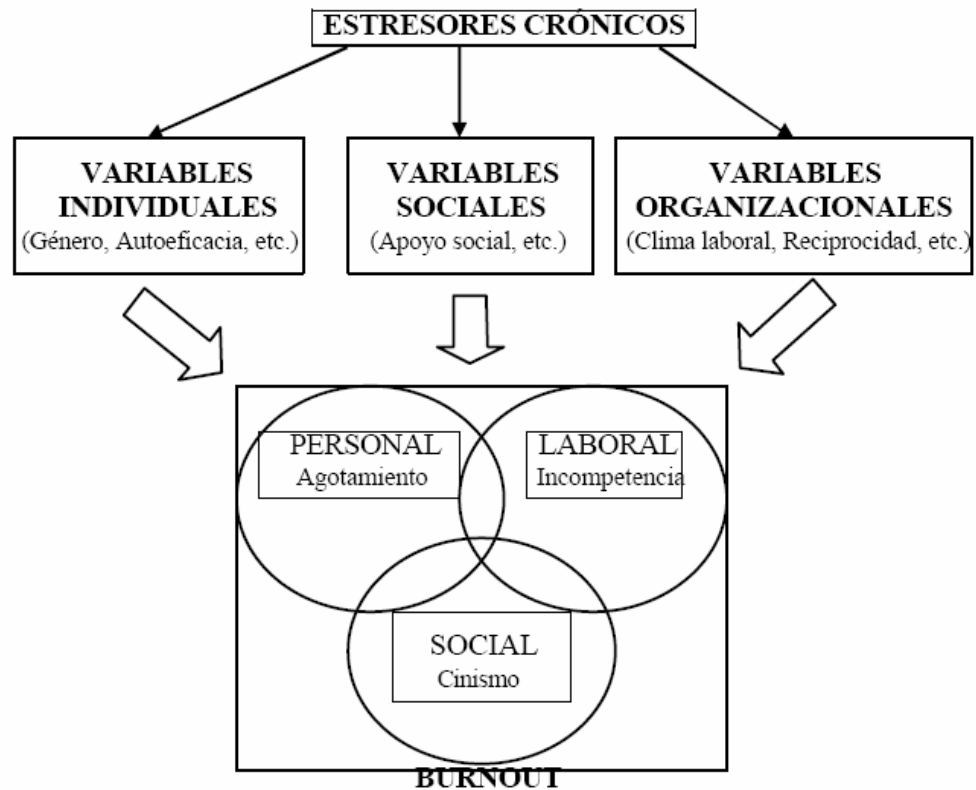 ESTRESORES CRÓNICOS
VARIABLES
INDIVIDUALES
(Género, Autoeficacia, etc.)
VARIABLES
SOCIALES
(Apoyo social, etc.)
VARIABLES
ORGANIZACIONALES
(Clima laboral, Reciprocidad, etc.)
PERSONAL
Agotamiento
LABORAL
Incompetencia
SOCIAL
Cinismo
BURNOUT